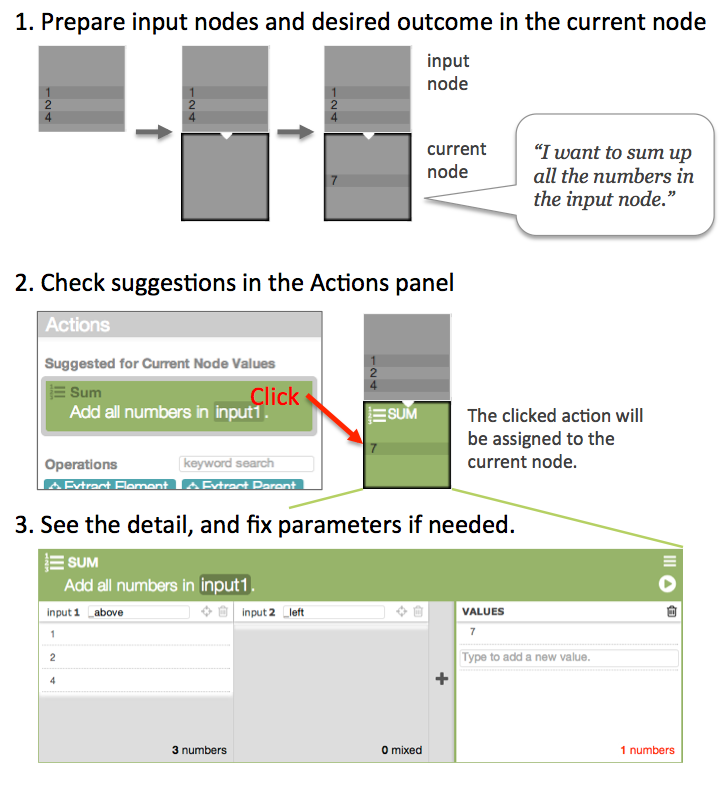 1. Prepare input nodes and desired outcome in the current node
1
2
4
1
2
4
1
2
4
input
node
current
node
7
“I want to sum up
all the numbers in
the input node.”
2. Check suggestions in the Actions panel
Actions
Suggested for Current Node Values
Sum
Add all numbers in input1.
Click
Operations
keyword search
Extract Element
Extract Parent
1
2
4
SUM
7
The clicked action will
be assigned to the
current node.
3. See the detail, and fix parameters if needed.
SUM
Add all numbers in input1.
input 1 _above
input 2 _left
VALUES
1
2
4
7
Type to add a new value.
+
3 numbers
0 mixed
1 numbers